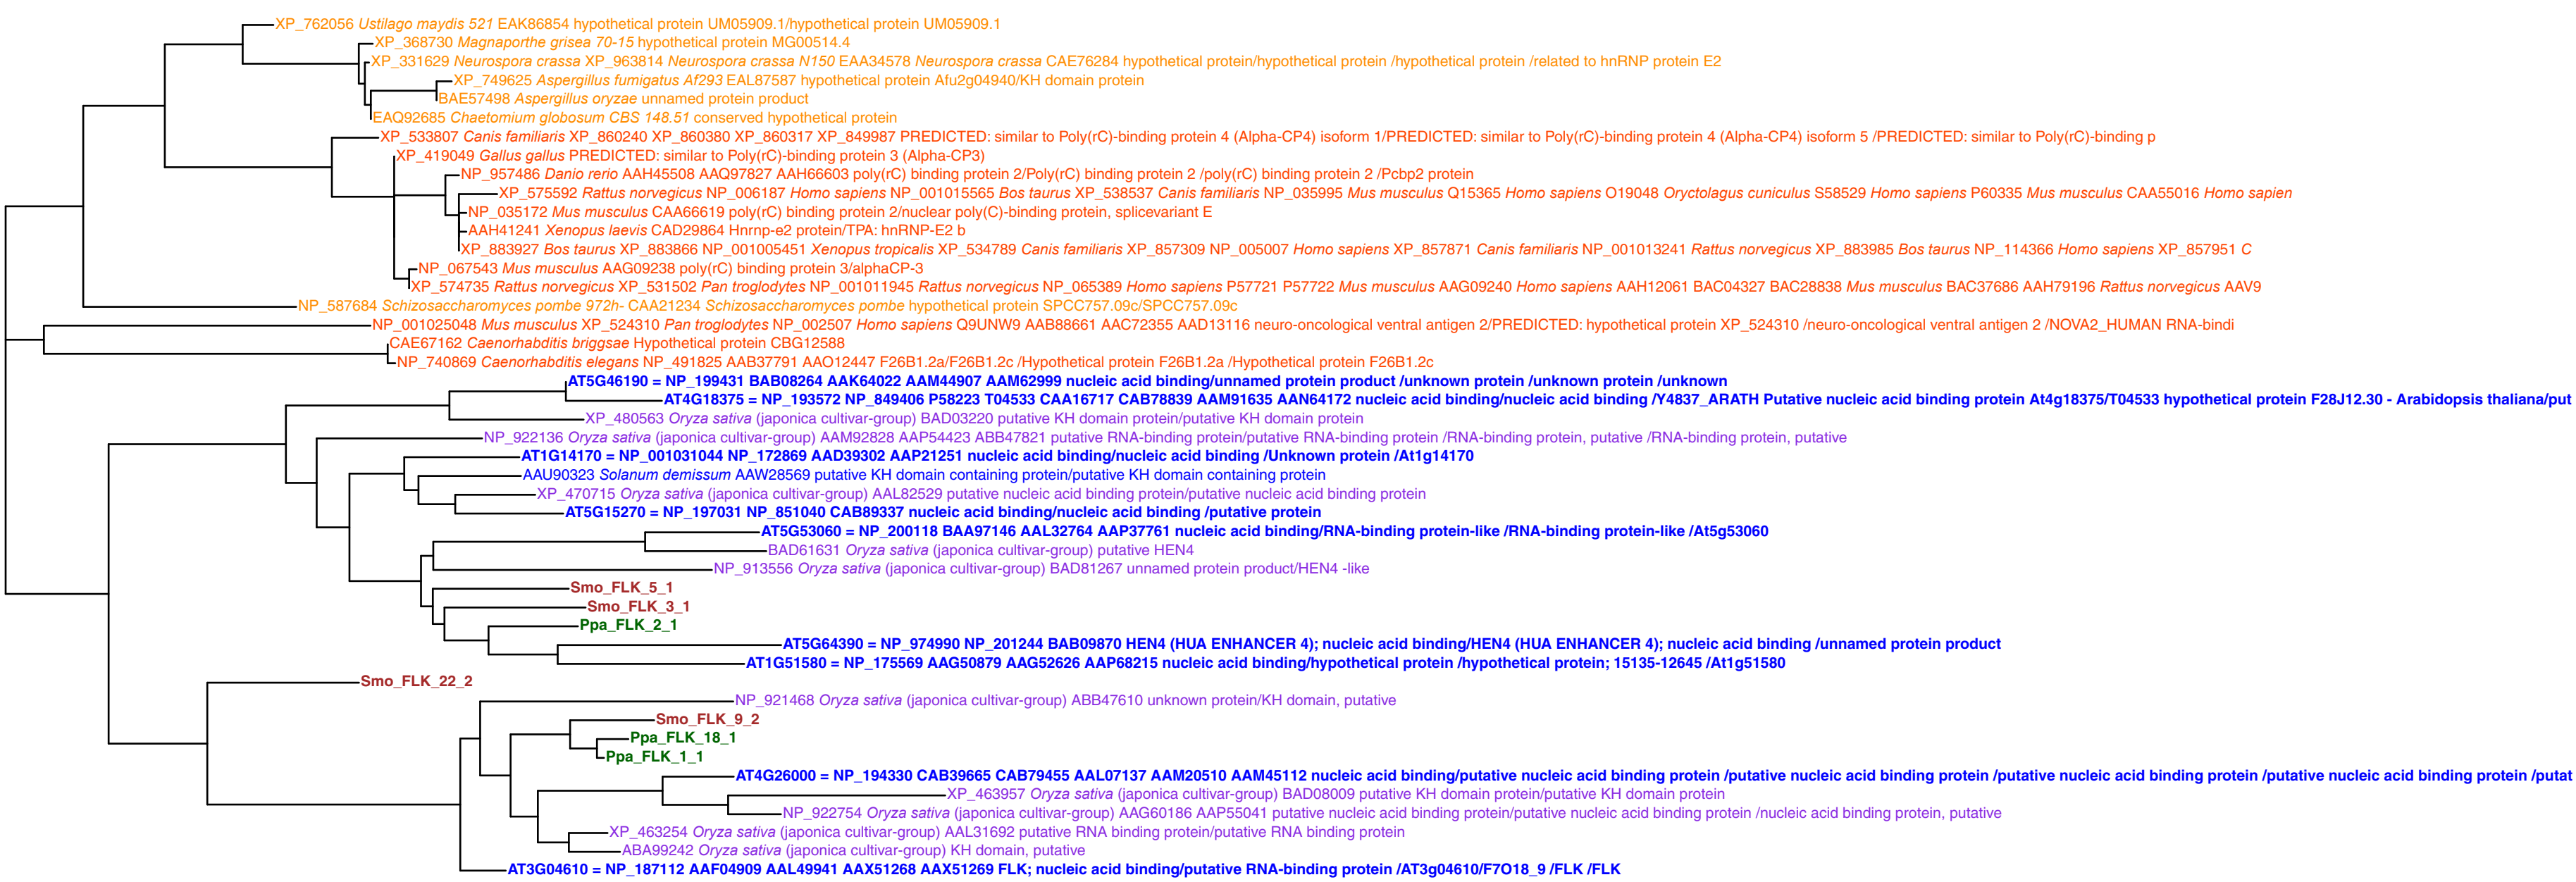 XP_762056 Ustilago maydis 521 EAK86854 hypothetical protein UM05909.1/hypothetical protein UM05909.1
XP_368730 Magnaporthe grisea 70-15 hypothetical protein MG00514.4
XP_331629 Neurospora crassa XP_963814 Neurospora crassa N150 EAA34578 Neurospora crassa CAE76284 hypothetical protein/hypothetical protein /hypothetical protein /related to hnRNP protein E2
XP_749625 Aspergillus fumigatus Af293 EAL87587 hypothetical protein Afu2g04940/KH domain protein
BAE57498 Aspergillus oryzae unnamed protein product
EAQ92685 Chaetomium globosum CBS 148.51 conserved hypothetical protein
XP_533807 Canis familiaris XP_860240 XP_860380 XP_860317 XP_849987 PREDICTED: similar to Poly(rC)-binding protein 4 (Alpha-CP4) isoform 1/PREDICTED: similar to Poly(rC)-binding protein 4 (Alpha-CP4) isoform 5 /PREDICTED: similar to Poly(rC)-binding p
XP_419049 Gallus gallus PREDICTED: similar to Poly(rC)-binding protein 3 (Alpha-CP3)
NP_957486 Danio rerio AAH45508 AAQ97827 AAH66603 poly(rC) binding protein 2/Poly(rC) binding protein 2 /poly(rC) binding protein 2 /Pcbp2 protein
XP_575592 Rattus norvegicus NP_006187 Homo sapiens NP_001015565 Bos taurus XP_538537 Canis familiaris NP_035995 Mus musculus Q15365 Homo sapiens O19048 Oryctolagus cuniculus S58529 Homo sapiens P60335 Mus musculus CAA55016 Homo sapien
NP_035172 Mus musculus CAA66619 poly(rC) binding protein 2/nuclear poly(C)-binding protein, splicevariant E
AAH41241 Xenopus laevis CAD29864 Hnrnp-e2 protein/TPA: hnRNP-E2 b
XP_883927 Bos taurus XP_883866 NP_001005451 Xenopus tropicalis XP_534789 Canis familiaris XP_857309 NP_005007 Homo sapiens XP_857871 Canis familiaris NP_001013241 Rattus norvegicus XP_883985 Bos taurus NP_114366 Homo sapiens XP_857951 C
NP_067543 Mus musculus AAG09238 poly(rC) binding protein 3/alphaCP-3
XP_574735 Rattus norvegicus XP_531502 Pan troglodytes NP_001011945 Rattus norvegicus NP_065389 Homo sapiens P57721 P57722 Mus musculus AAG09240 Homo sapiens AAH12061 BAC04327 BAC28838 Mus musculus BAC37686 AAH79196 Rattus norvegicus AAV9
NP_587684 Schizosaccharomyces pombe 972h- CAA21234 Schizosaccharomyces pombe hypothetical protein SPCC757.09c/SPCC757.09c
NP_001025048 Mus musculus XP_524310 Pan troglodytes NP_002507 Homo sapiens Q9UNW9 AAB88661 AAC72355 AAD13116 neuro-oncological ventral antigen 2/PREDICTED: hypothetical protein XP_524310 /neuro-oncological ventral antigen 2 /NOVA2_HUMAN RNA-bindi
CAE67162 Caenorhabditis briggsae Hypothetical protein CBG12588
NP_740869 Caenorhabditis elegans NP_491825 AAB37791 AAO12447 F26B1.2a/F26B1.2c /Hypothetical protein F26B1.2a /Hypothetical protein F26B1.2c
AT5G46190 = NP_199431 BAB08264 AAK64022 AAM44907 AAM62999 nucleic acid binding/unnamed protein product /unknown protein /unknown protein /unknown
AT4G18375 = NP_193572 NP_849406 P58223 T04533 CAA16717 CAB78839 AAM91635 AAN64172 nucleic acid binding/nucleic acid binding /Y4837_ARATH Putative nucleic acid binding protein At4g18375/T04533 hypothetical protein F28J12.30 - Arabidopsis thaliana/put
XP_480563 Oryza sativa (japonica cultivar-group) BAD03220 putative KH domain protein/putative KH domain protein
NP_922136 Oryza sativa (japonica cultivar-group) AAM92828 AAP54423 ABB47821 putative RNA-binding protein/putative RNA-binding protein /RNA-binding protein, putative /RNA-binding protein, putative
AT1G14170 = NP_001031044 NP_172869 AAD39302 AAP21251 nucleic acid binding/nucleic acid binding /Unknown protein /At1g14170
AAU90323 Solanum demissum AAW28569 putative KH domain containing protein/putative KH domain containing protein
XP_470715 Oryza sativa (japonica cultivar-group) AAL82529 putative nucleic acid binding protein/putative nucleic acid binding protein
AT5G15270 = NP_197031 NP_851040 CAB89337 nucleic acid binding/nucleic acid binding /putative protein
AT5G53060 = NP_200118 BAA97146 AAL32764 AAP37761 nucleic acid binding/RNA-binding protein-like /RNA-binding protein-like /At5g53060
BAD61631 Oryza sativa (japonica cultivar-group) putative HEN4
NP_913556 Oryza sativa (japonica cultivar-group) BAD81267 unnamed protein product/HEN4 -like
Smo_FLK_5_1
Smo_FLK_3_1
Ppa_FLK_2_1
AT5G64390 = NP_974990 NP_201244 BAB09870 HEN4 (HUA ENHANCER 4); nucleic acid binding/HEN4 (HUA ENHANCER 4); nucleic acid binding /unnamed protein product
AT1G51580 = NP_175569 AAG50879 AAG52626 AAP68215 nucleic acid binding/hypothetical protein /hypothetical protein; 15135-12645 /At1g51580
Smo_FLK_22_2
NP_921468 Oryza sativa (japonica cultivar-group) ABB47610 unknown protein/KH domain, putative
Smo_FLK_9_2
Ppa_FLK_18_1
Ppa_FLK_1_1
AT4G26000 = NP_194330 CAB39665 CAB79455 AAL07137 AAM20510 AAM45112 nucleic acid binding/putative nucleic acid binding protein /putative nucleic acid binding protein /putative nucleic acid binding protein /putative nucleic acid binding protein /putat
XP_463957 Oryza sativa (japonica cultivar-group) BAD08009 putative KH domain protein/putative KH domain protein
NP_922754 Oryza sativa (japonica cultivar-group) AAG60186 AAP55041 putative nucleic acid binding protein/putative nucleic acid binding protein /nucleic acid binding protein, putative
XP_463254 Oryza sativa (japonica cultivar-group) AAL31692 putative RNA binding protein/putative RNA binding protein
ABA99242 Oryza sativa (japonica cultivar-group) KH domain, putative
AT3G04610 = NP_187112 AAF04909 AAL49941 AAX51268 AAX51269 FLK; nucleic acid binding/putative RNA-binding protein /AT3g04610/F7O18_9 /FLK /FLK